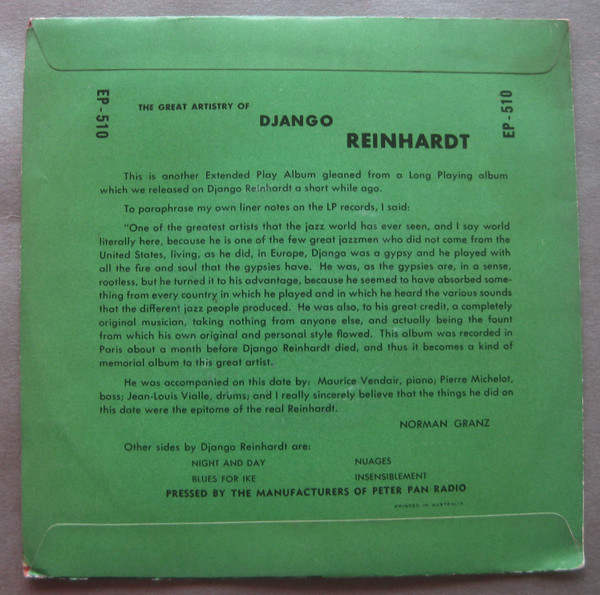 EP-510
EP-510
THE GREAT ARTISTRY OF
DJANGO
REINHARDT
This is another Extended Play Album gleaned from a Long Playing album
which we released on Django Reinhardt a short while ago.
To paraphrase my own liner notes on the LP records, I said:
"One of the greatest artists that the jazz world has ever seen, and I say world
literally here, because he is one of the few great jazzmen who did not come from the
United States, living, as he did, in Europe, Django was a gypsy and he played with
all the fire and soul that the gypsies have. He was, as the gypsies are, in a sense,
rootless, but he turned it to his advantage, because he seemed to have absorbed some-
thing from every country in which he played and in which he heard the various sounds
that the different jazz people produced. He was also, to his great credit, a completely
original musician, taking nothing from anyone else, and actually being the fount
from which his own original and personal style flowed. This album was recorded in
Paris about a month before Django Reinhardt died, and thus it becomes a kind of
memorial album to this great artist.
He was accompanied on this date by: Maurice Vendair, piano; Pierre Michelot,
bass; Jean-Louis Vialle, drums; and I really sincerely believe that the things he did on
this date were the epitome of the real Reinhardt.
NORMAN GRANZ
Other sides by Django Reinhardt are:
NIGHT AND DAY NUAGES
BLUES FOR IKE INSENSIBLEMENT
PRESSED BY THE MANUFACTURERS OF PETER PAN RADIO
PRINTED IN AUSTRALIA